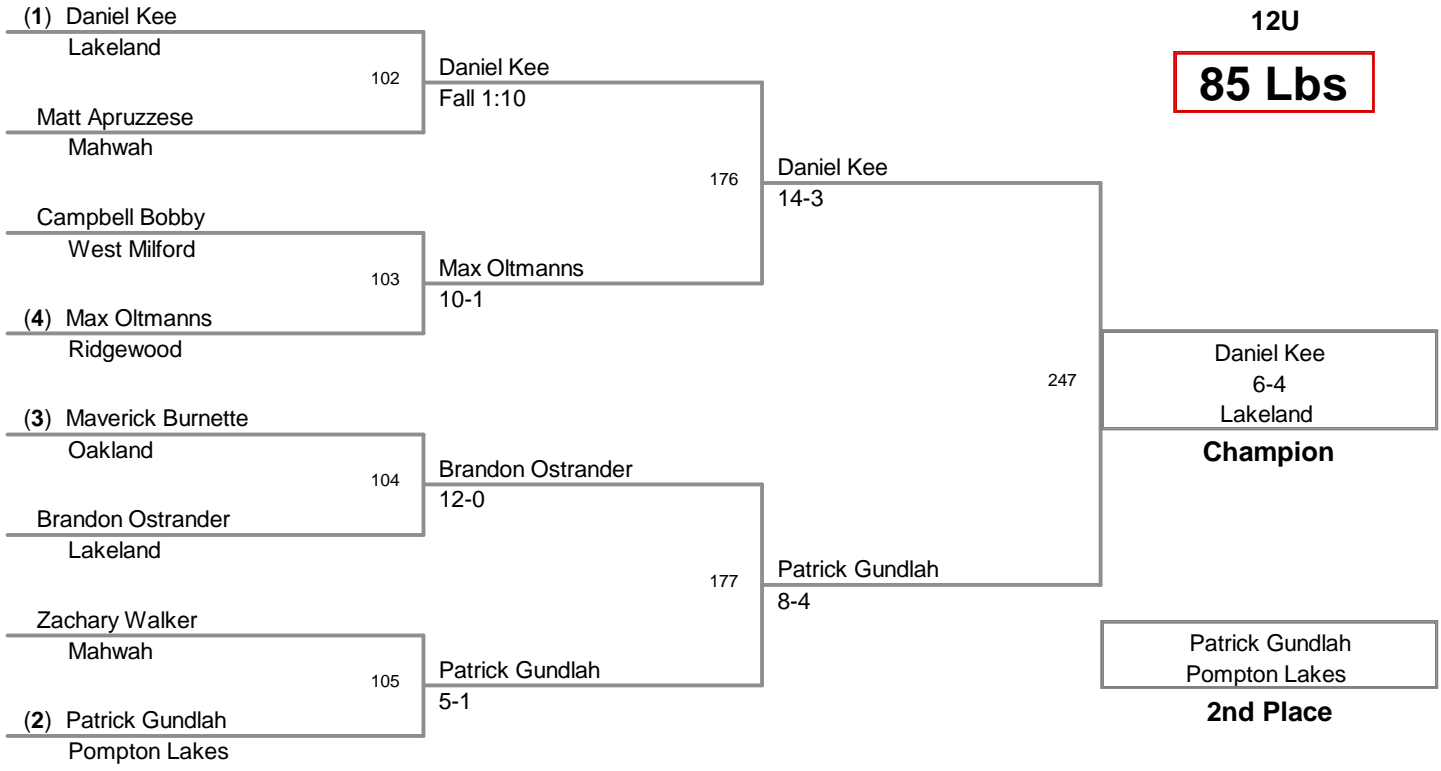 (1) Daniel Kee
Lakeland
102
Matt Apruzzese
Mahwah
Campbell Bobby
West Milford
103
(4) Max Oltmanns
Ridgewood
(3) Maverick Burnette
Oakland
104
Brandon Ostrander
Lakeland
Zachary Walker
Mahwah
105
(2) Patrick Gundlah
Pompton Lakes
Daniel Kee
Fall 1:10
176
Max Oltmanns
10-1
Brandon Ostrander
12-0
177
Patrick Gundlah
5-1
Daniel Kee
14-3
247
Patrick Gundlah
8-4
12U
85 Lbs
Daniel Kee
6-4
Lakeland
Champion
Patrick Gundlah
Pompton Lakes
2nd Place